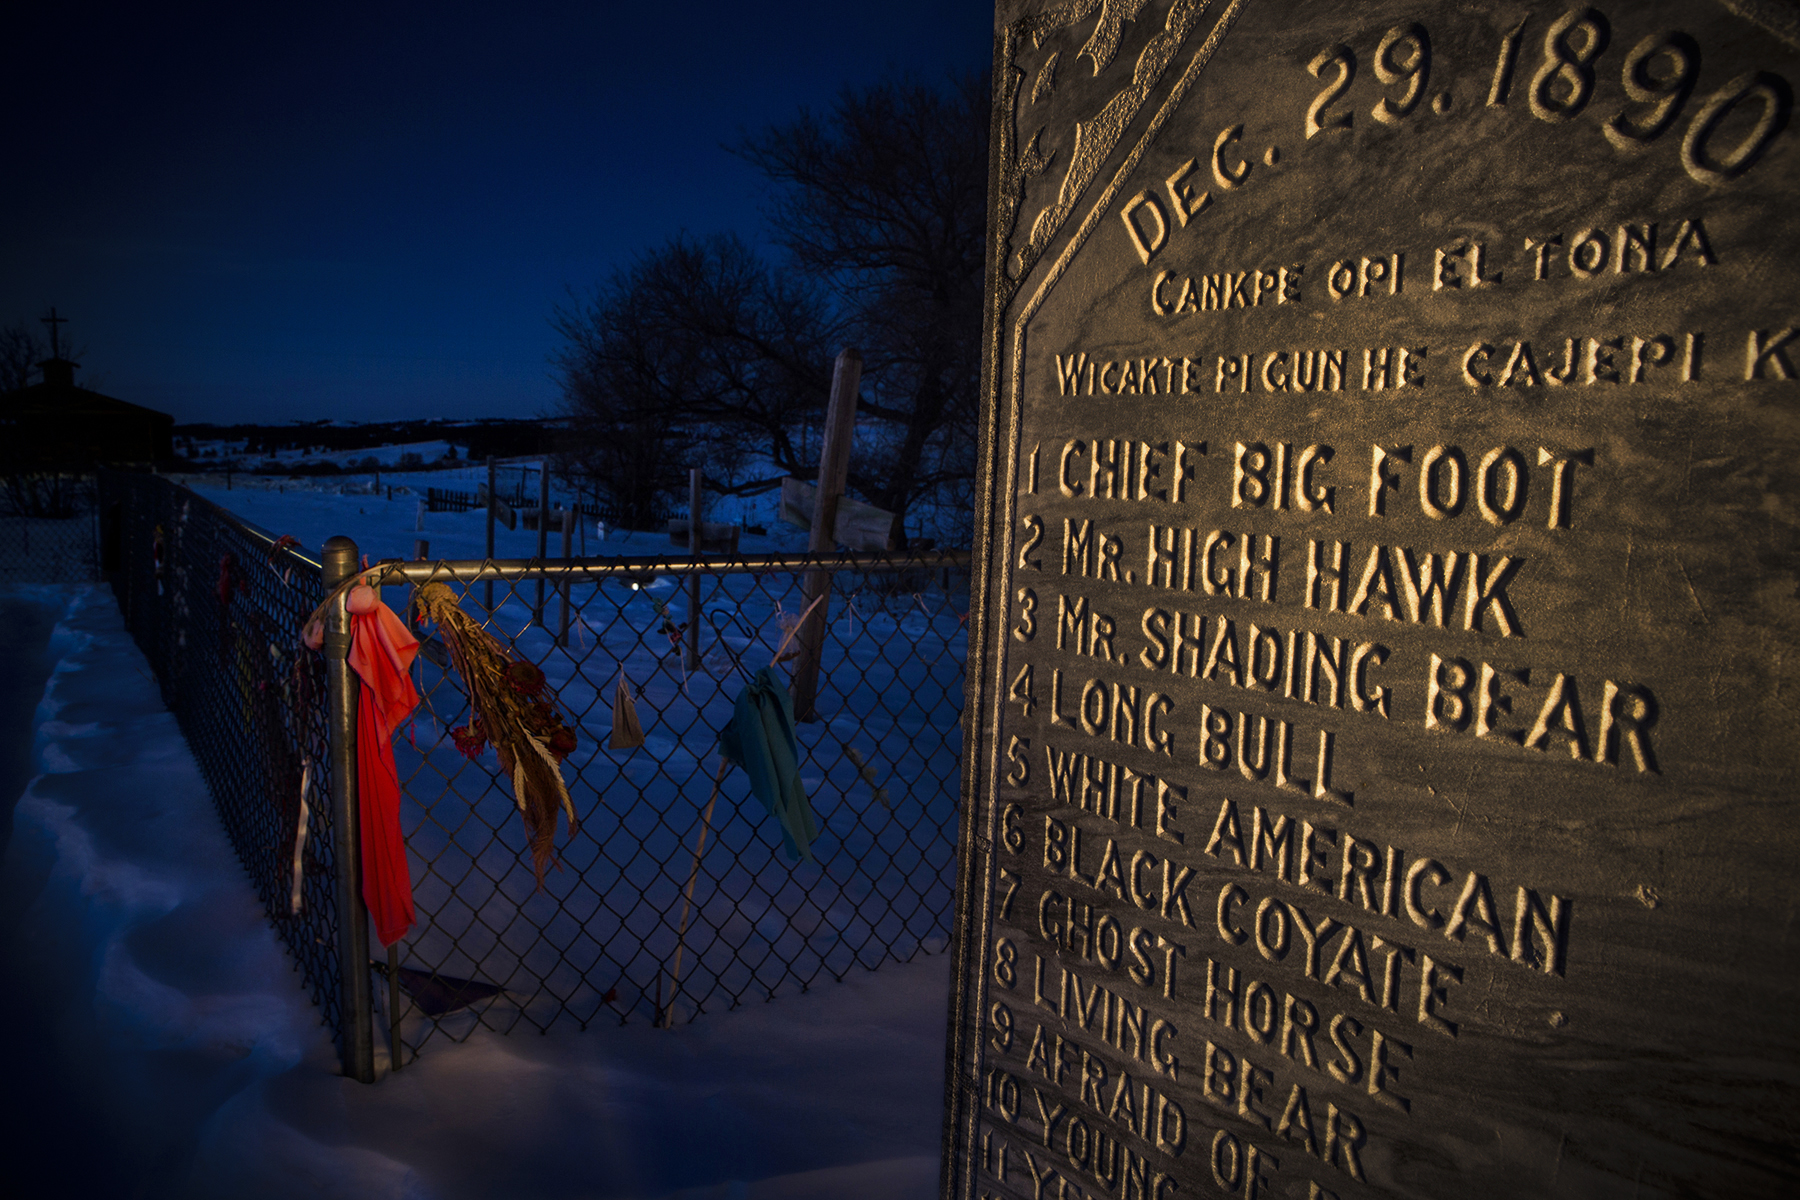 DEC. 29. 1890
CANKPE OPI EL TONA
WICAKTE PI QUN HE CAJEPI K
1 CHIEF BIG FOOT
2 MR. HIGH HAWK
3 MR. SHADING BEAR
4 LONG BULL
5 WHITE AMERICAN
6 BLACK COYATE
7 GHOST HORSE
8 LIVING BEAR
9 AFRAID OF
10 YOUNG
11